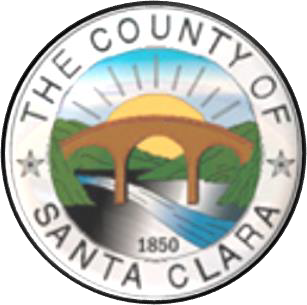 THE COUNTY OF
SANTA CLARA
1850